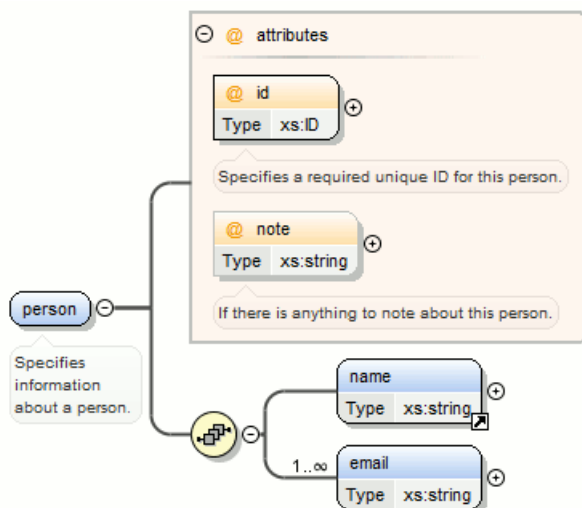 @ attributes
@ id
Type xs:ID
Specifies a required unique ID for this person.
@ note
Type xs:string
If there is anything to note about this person.
person
Specifies
information
about a person.
name
Type xs:string
1..∞
email
Type xs:string